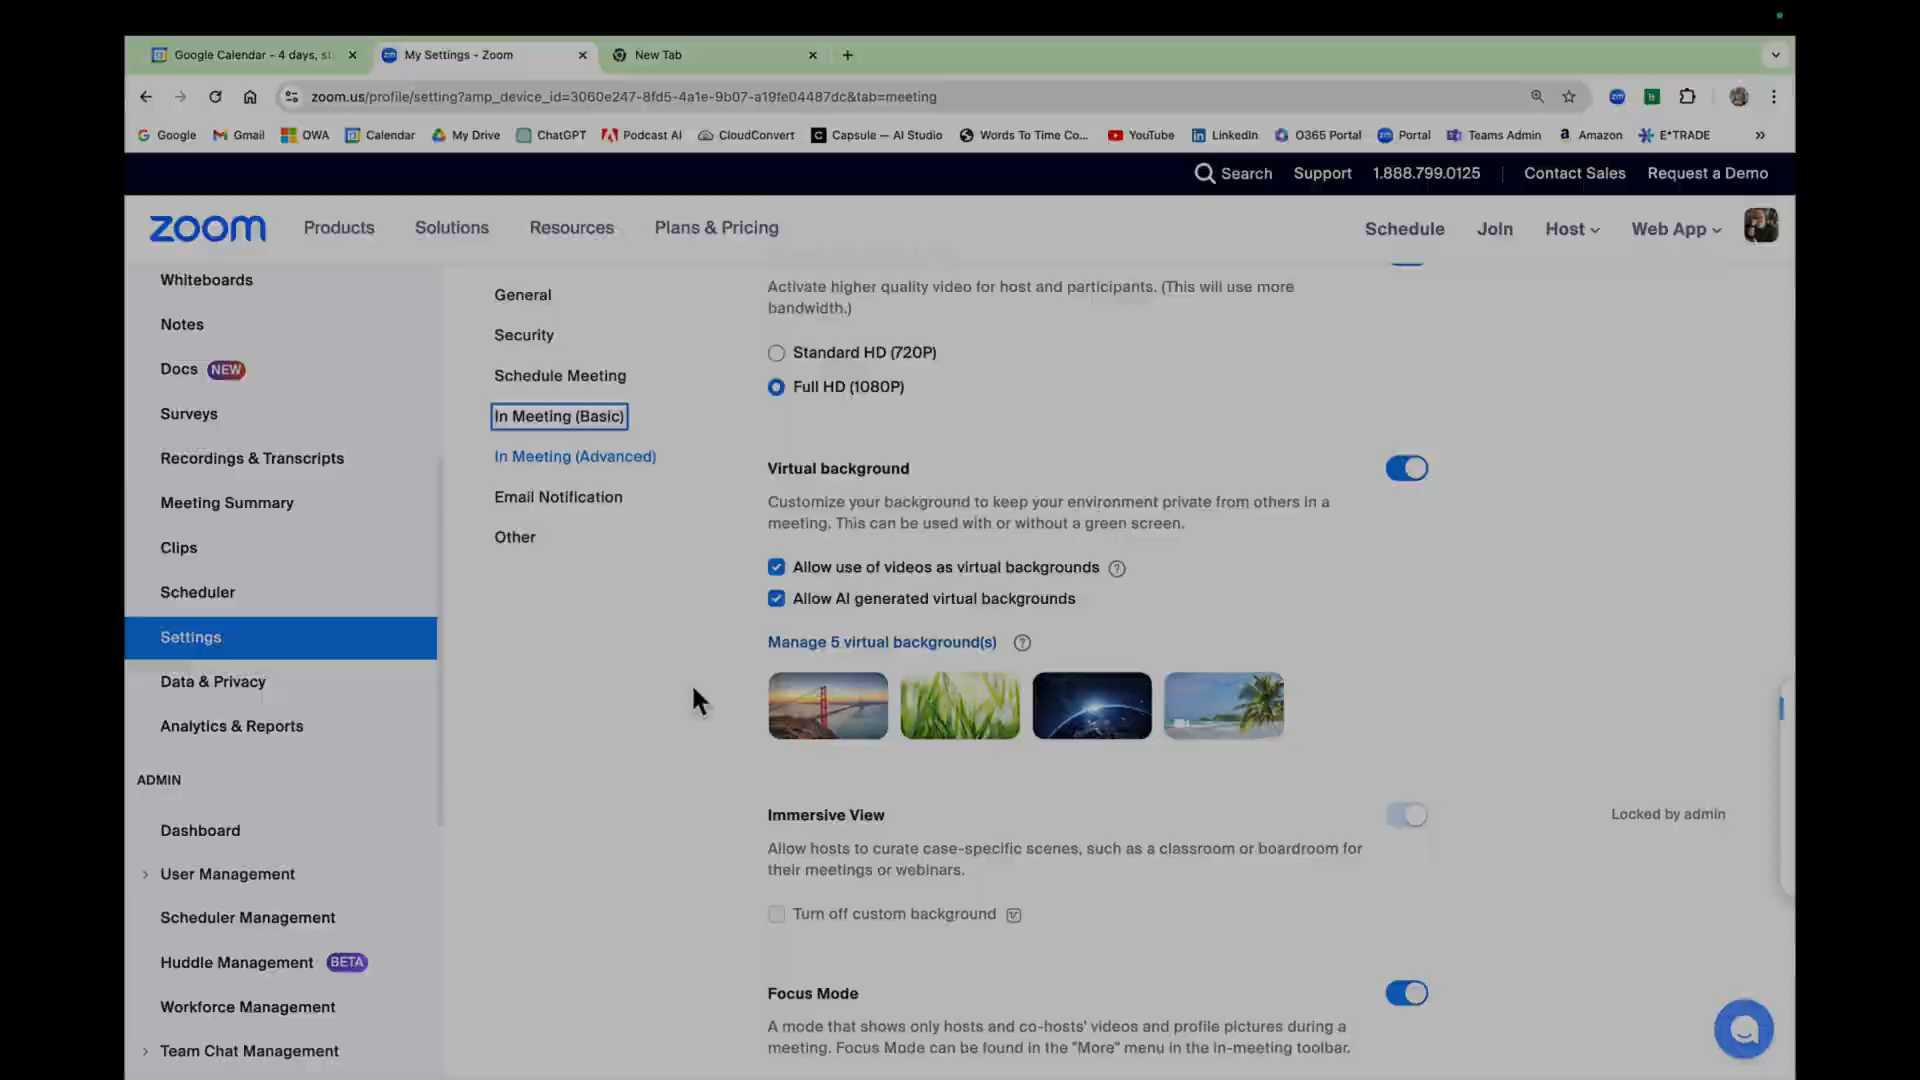 Google Calendar - 4 days, st
My Settings - Zoom
New Tab
zoom.us/profile/setting?amp_device_id=3060e247-8fd5-4a1e-9b07-a19fe04487dc&tab=meeting
Google
Gmail
OWA
Calendar
My Drive
ChatGPT
Podcast AI
CloudConvert
Capsule — AI Studio
Words To Time Co...
YouTube
LinkedIn
O365 Portal
Portal
Teams Admin
Amazon
E*TRADE
Search
Support
1.888.799.0125
Contact Sales
Request a Demo
zoom
Products
Solutions
Resources
Plans & Pricing
Schedule
Join
Host
Web App
Whiteboards
Notes
Docs NEW
Surveys
Recordings & Transcripts
Meeting Summary
Clips
Scheduler
Settings
Data & Privacy
Analytics & Reports
ADMIN
Dashboard
User Management
Scheduler Management
Huddle Management BETA
Workforce Management
Team Chat Management
General
Security
Schedule Meeting
In Meeting (Basic)
In Meeting (Advanced)
Email Notification
Other
Activate higher quality video for host and participants. (This will use more
bandwidth.)
Standard HD (720P)
Full HD (1080P)
Virtual background
Customize your background to keep your environment private from others in a
meeting. This can be used with or without a green screen.
Allow use of videos as virtual backgrounds
Allow AI generated virtual backgrounds
Manage 5 virtual background(s)
Immersive View
Locked by admin
Allow hosts to curate case-specific scenes, such as a classroom or boardroom for
their meetings or webinars.
Turn off custom background
Focus Mode
A mode that shows only hosts and co-hosts' videos and profile pictures during a
meeting. Focus Mode can be found in the "More" menu in the in-meeting toolbar.